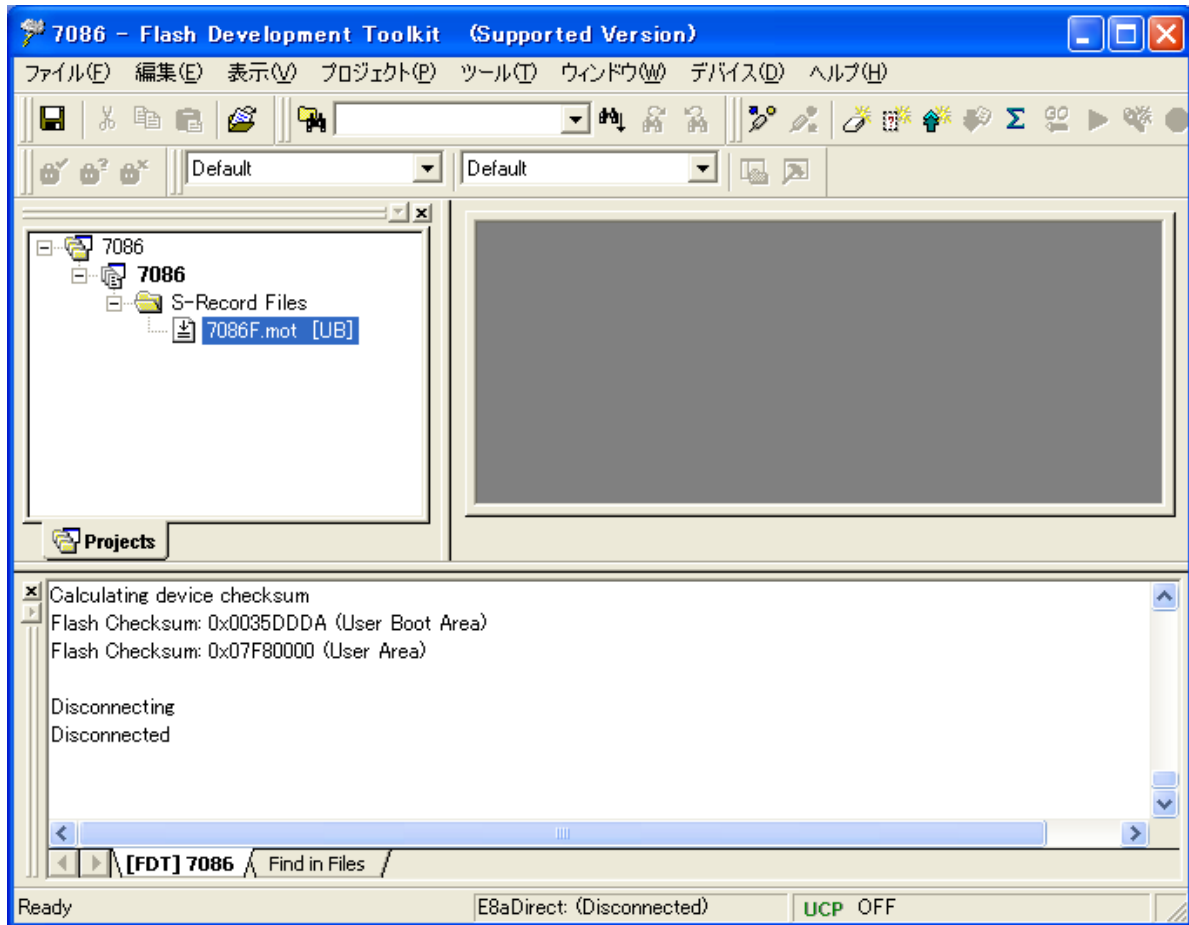 7086 - Flash Development Toolkit (Supported Version)
ファイル(F) 編集(E) 表示(V) プロジェクト(P) ツール(T) ウィンドウ(W) デバイス(D) ヘルプ(H)
GO
Default Default
7086
7086
S-Record Files
7086F.mot [UB]
Projects
Calculating device checksum
Flash Checksum: 0x0035DDDA (User Boot Area)
Flash Checksum: 0x07F80000 (User Area)
Disconnecting
Disconnected
[FDT] 7086 Find in Files
Ready E8aDirect: (Disconnected) UCP OFF